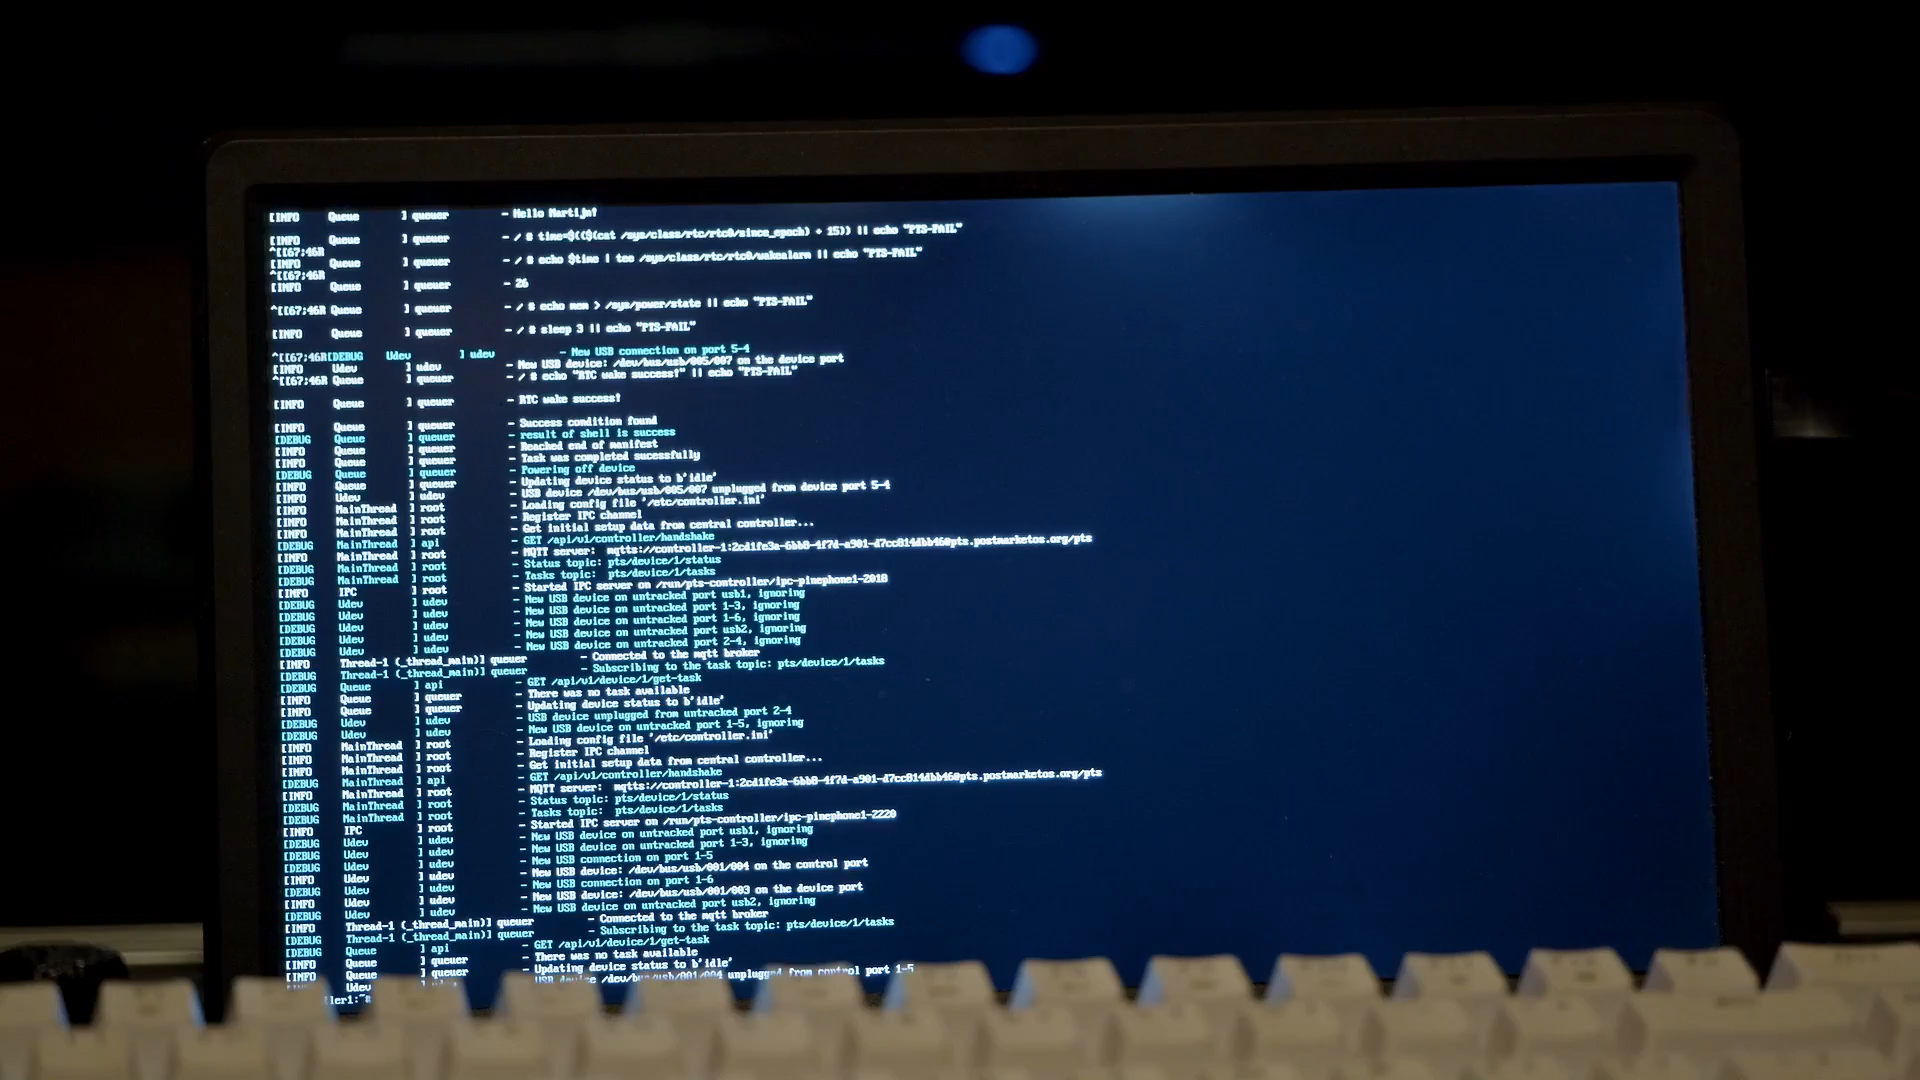 [INFO Queue ] queuer - Hello Martijn!
[INFO Queue ] queuer - / # time=$(($(cat /sys/class/rtc/rtc0/since_epoch) + 15)) || echo "PTS-FAIL"
^[[67;46R
[INFO Queue ] queuer - / # echo $time | tee /sys/class/rtc/rtc0/wakealarm || echo "PTS-FAIL"
^[[67;46R
[INFO Queue ] queuer - 26
^[[67;46R Queue ] queuer - / # echo mem > /sys/power/state || echo "PTS-FAIL"
[INFO Queue ] queuer - / # sleep 3 || echo "PTS-FAIL"
^[[67;46R[DEBUG Udev ] udev - New USB connection on port 5-4
[INFO Udev ] udev - New USB device: /dev/bus/usb/005/007 on the device port
^[[67;46R Queue ] queuer - / # echo "RTC wake success!" || echo "PTS-FAIL"
[INFO Queue ] queuer - RTC wake success!
[INFO Queue ] queuer - Success condition found
[DEBUG Queue ] queuer - result of shell is success
[INFO Queue ] queuer - Reached end of manifest
[INFO Queue ] queuer - Task was completed sucessfully
[DEBUG Queue ] queuer - Powering off device
[INFO Queue ] queuer - Updating device status to b'idle'
[INFO Udev ] udev - USB device /dev/bus/usb/005/007 unplugged from device port 5-4
[INFO MainThread ] root - Loading config file '/etc/controller.ini'
[INFO MainThread ] root - Register IPC channel
[INFO MainThread ] root - Get initial setup data from central controller...
[DEBUG MainThread ] api - GET /api/v1/controller/handshake
[INFO MainThread ] root - MQTT server: mqtts://controller-1:2cd1fe3a-6bb0-4f7d-a901-d7cc814dbb46@pts.postmarketos.org/pts
[DEBUG MainThread ] root - Status topic: pts/device/1/status
[DEBUG MainThread ] root - Tasks topic: pts/device/1/tasks
[INFO IPC ] root - Started IPC server on /run/pts-controller/ipc-pinephone1-2018
[DEBUG Udev ] udev - New USB device on untracked port usb1, ignoring
[DEBUG Udev ] udev - New USB device on untracked port 1-3, ignoring
[DEBUG Udev ] udev - New USB device on untracked port 1-6, ignoring
[DEBUG Udev ] udev - New USB device on untracked port usb2, ignoring
[DEBUG Udev ] udev - New USB device on untracked port 2-4, ignoring
[INFO Thread-1 (_thread_main)] queuer - Connected to the mqtt broker
[DEBUG Thread-1 (_thread_main)] queuer - Subscribing to the task topic: pts/device/1/tasks
[DEBUG Queue ] api - GET /api/v1/device/1/get-task
[INFO Queue ] queuer - There was no task available
[INFO Queue ] queuer - Updating device status to b'idle'
[DEBUG Udev ] udev - USB device unplugged from untracked port 2-4
[DEBUG Udev ] udev - New USB device on untracked port 1-5, ignoring
[INFO MainThread ] root - Loading config file '/etc/controller.ini'
[INFO MainThread ] root - Register IPC channel
[INFO MainThread ] root - Get initial setup data from central controller...
[DEBUG MainThread ] api - GET /api/v1/controller/handshake
[INFO MainThread ] root - MQTT server: mqtts://controller-1:2cd1fe3a-6bb0-4f7d-a901-d7cc814dbb46@pts.postmarketos.org/pts
[DEBUG MainThread ] root - Status topic: pts/device/1/status
[DEBUG MainThread ] root - Tasks topic: pts/device/1/tasks
[INFO IPC ] root - Started IPC server on /run/pts-controller/ipc-pinephone1-2220
[DEBUG Udev ] udev - New USB device on untracked port usb1, ignoring
[DEBUG Udev ] udev - New USB device on untracked port 1-3, ignoring
[DEBUG Udev ] udev - New USB connection on port 1-5
[INFO Udev ] udev - New USB device: /dev/bus/usb/001/004 on the control port
[DEBUG Udev ] udev - New USB connection on port 1-6
[INFO Udev ] udev - New USB device: /dev/bus/usb/001/003 on the device port
[DEBUG Udev ] udev - New USB device on untracked port usb2, ignoring
[INFO Thread-1 (_thread_main)] queuer - Connected to the mqtt broker
[DEBUG Thread-1 (_thread_main)] queuer - Subscribing to the task topic: pts/device/1/tasks
[DEBUG Queue ] api - GET /api/v1/device/1/get-task
[INFO Queue ] queuer - There was no task available
[INFO Queue ] queuer - Updating device status to b'idle'
Udev - USB device /dev/bus/usb/001/004 unplugged from control port 1-5